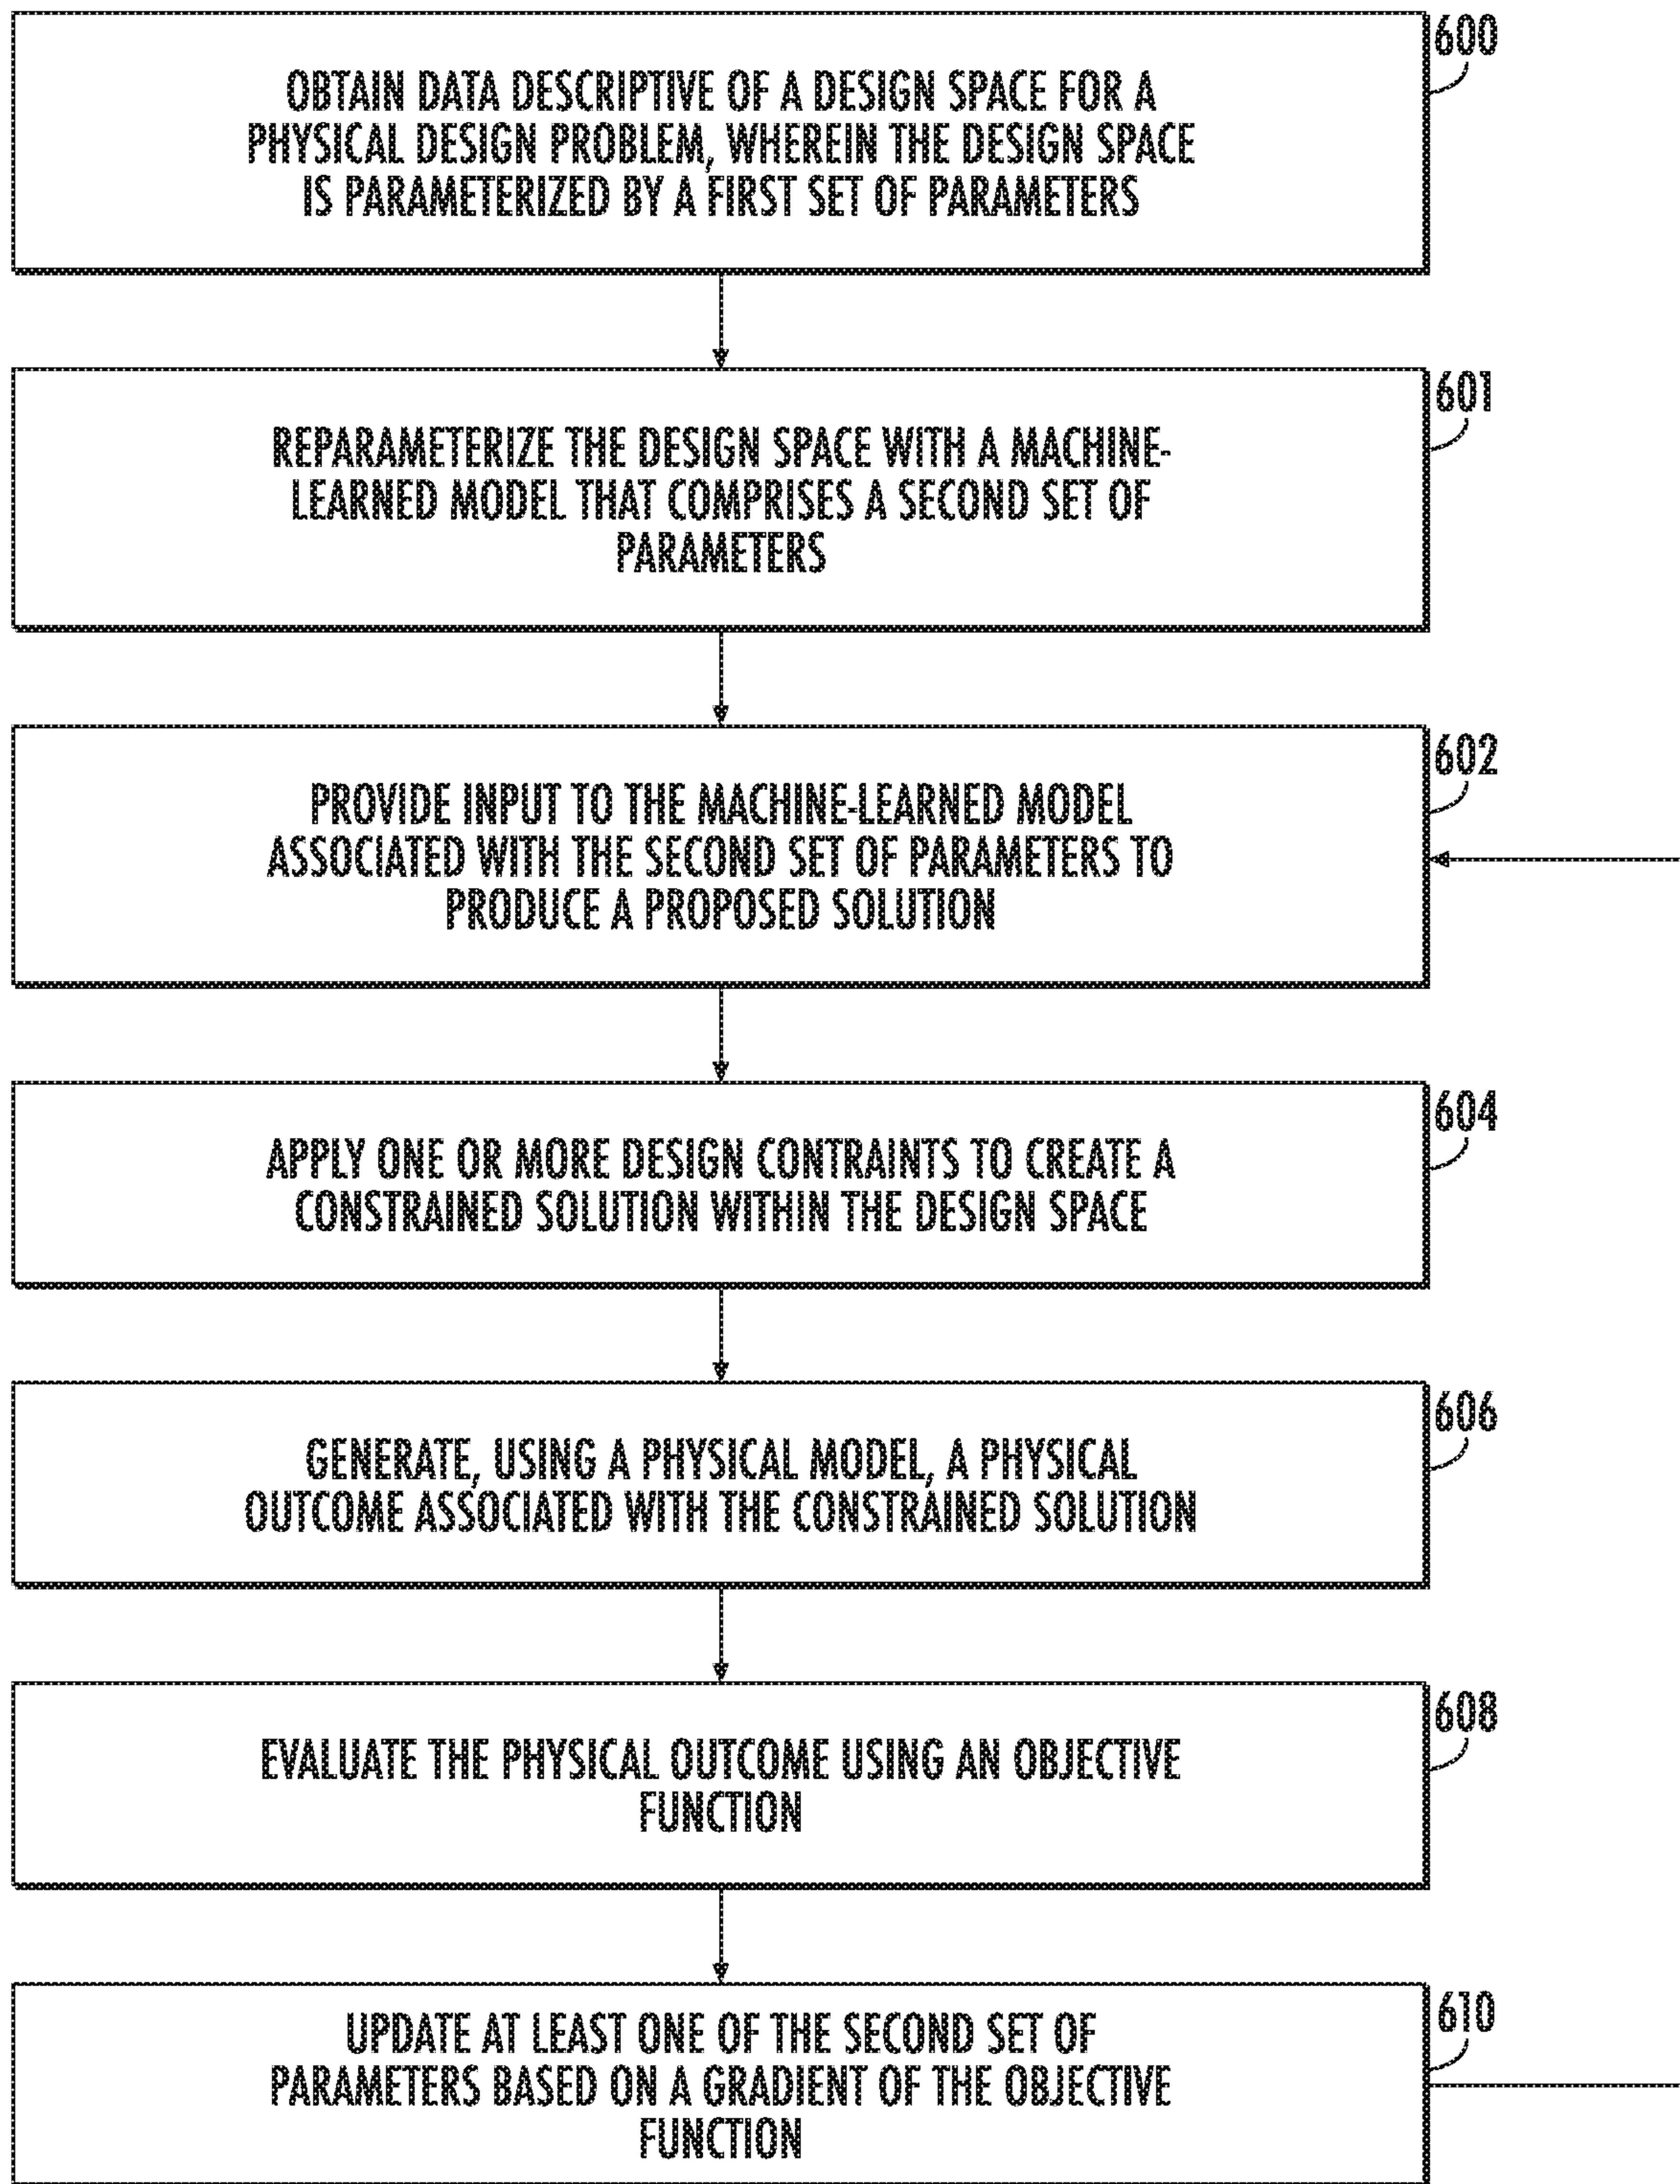 600
OBTAIN DATA DESCRIPTIVE OF A DESIGN SPACE FOR A
PHYSICAL DESIGN PROBLEM, WHEREIN THE DESIGN SPACE
IS PARAMETERIZED BY A FIRST SET OF PARAMETERS
601
REPARAMETERIZE THE DESIGN SPACE WITH A MACHINE-
LEARNED MODEL THAT COMPRISES A SECOND SET OF
PARAMETERS
602
PROVIDE INPUT TO THE MACHINE-LEARNED MODEL
ASSOCIATED WITH THE SECOND SET OF PARAMETERS TO
PRODUCE A PROPOSED SOLUTION
604
APPLY ONE OR MORE DESIGN CONTRAINTS TO CREATE A
CONSTRAINED SOLUTION WITHIN THE DESIGN SPACE
606
GENERATE, USING A PHYSICAL MODEL, A PHYSICAL
OUTCOME ASSOCIATED WITH THE CONSTRAINED SOLUTION
608
EVALUATE THE PHYSICAL OUTCOME USING AN OBJECTIVE
FUNCTION
610
UPDATE AT LEAST ONE OF THE SECOND SET OF
PARAMETERS BASED ON A GRADIENT OF THE OBJECTIVE
FUNCTION